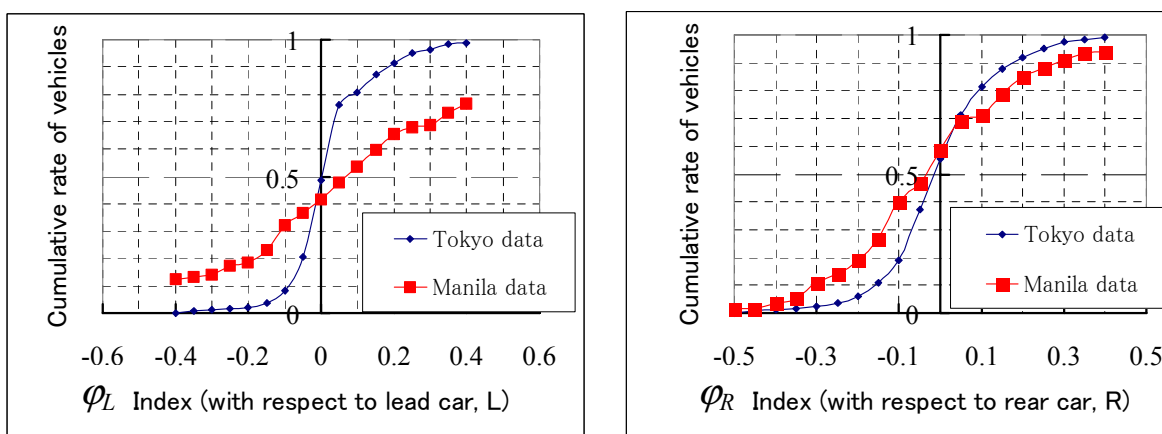 Cumulative rate of vehicles
1
0.5
0
Tokyo data
Manila data
-0.6 -0.4 -0.2 0 0.2 0.4 0.6
φL Index (with respect to lead car, L)
Cumulative rate of vehicles
1
0.5
0
Tokyo data
Manila data
-0.5 -0.3 -0.1 0.1 0.3 0.5
φR Index (with respect to rear car, R)